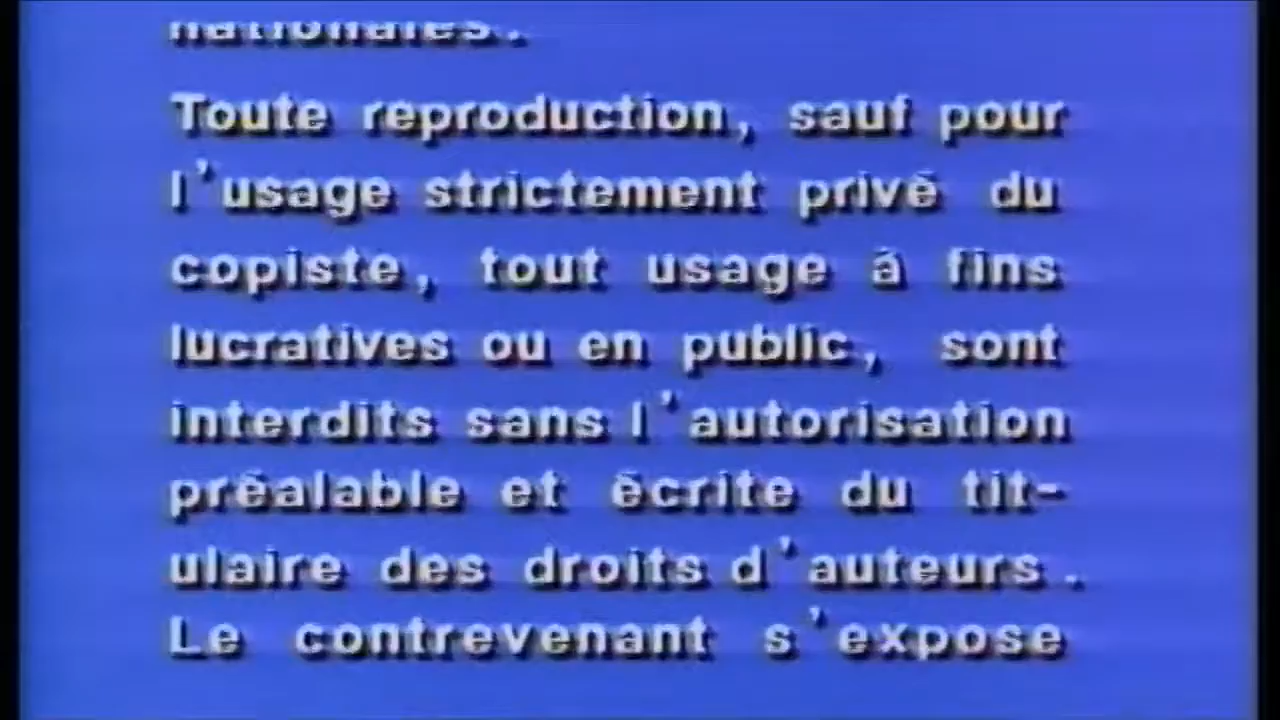 nationales.
Toute reproduction, sauf pour
l'usage strictement privé du
copiste, tout usage à fins
lucratives ou en public, sont
interdits sans l'autorisation
préalable et écrite du tit-
ulaire des droits d'auteurs.
Le contrevenant s'expose